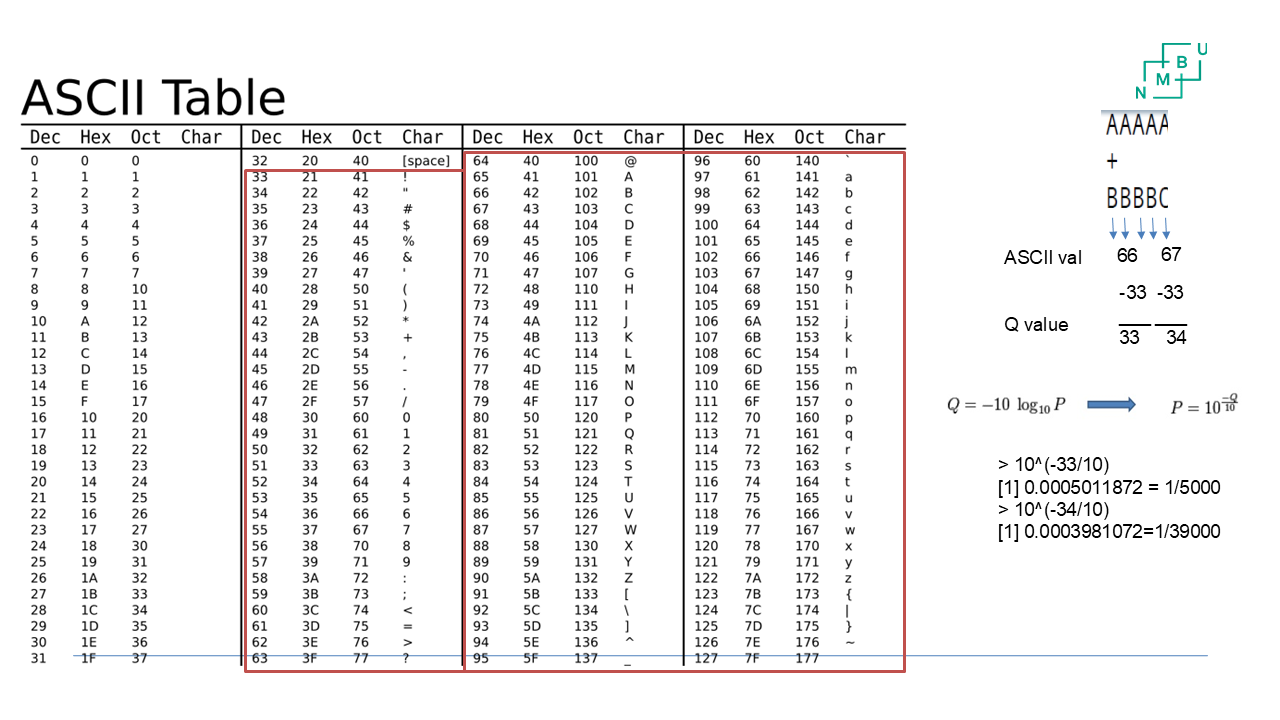 ASCII Table
Dec Hex Oct Char Dec Hex Oct Char Dec Hex Oct Char Dec Hex Oct Char
0 0 0 32 20 40 [space] 64 40 100 @ 96 60 140 `
1 1 1 33 21 41 ! 65 41 101 A 97 61 141 a
2 2 2 34 22 42 " 66 42 102 B 98 62 142 b
3 3 3 35 23 43 # 67 43 103 C 99 63 143 c
4 4 4 36 24 44 $ 68 44 104 D 100 64 144 d
5 5 5 37 25 45 % 69 45 105 E 101 65 145 e
6 6 6 38 26 46 & 70 46 106 F 102 66 146 f
7 7 7 39 27 47 ' 71 47 107 G 103 67 147 g
8 8 10 40 28 50 ( 72 48 110 H 104 68 150 h
9 9 11 41 29 51 ) 73 49 111 I 105 69 151 i
10 A 12 42 2A 52 * 74 4A 112 J 106 6A 152 j
11 B 13 43 2B 53 + 75 4B 113 K 107 6B 153 k
12 C 14 44 2C 54 , 76 4C 114 L 108 6C 154 l
13 D 15 45 2D 55 - 77 4D 115 M 109 6D 155 m
14 E 16 46 2E 56 . 78 4E 116 N 110 6E 156 n
15 F 17 47 2F 57 / 79 4F 117 O 111 6F 157 o
16 10 20 48 30 60 0 80 50 120 P 112 70 160 p
17 11 21 49 31 61 1 81 51 121 Q 113 71 161 q
18 12 22 50 32 62 2 82 52 122 R 114 72 162 r
19 13 23 51 33 63 3 83 53 123 S 115 73 163 s
20 14 24 52 34 64 4 84 54 124 T 116 74 164 t
21 15 25 53 35 65 5 85 55 125 U 117 75 165 u
22 16 26 54 36 66 6 86 56 126 V 118 76 166 v
23 17 27 55 37 67 7 87 57 127 W 119 77 167 w
24 18 30 56 38 70 8 88 58 130 X 120 78 170 x
25 19 31 57 39 71 9 89 59 131 Y 121 79 171 y
26 1A 32 58 3A 72 : 90 5A 132 Z 122 7A 172 z
27 1B 33 59 3B 73 ; 91 5B 133 [ 123 7B 173 {
28 1C 34 60 3C 74 < 92 5C 134 \ 124 7C 174 |
29 1D 35 61 3D 75 = 93 5D 135 ] 125 7D 175 }
30 1E 36 62 3E 76 > 94 5E 136 ^ 126 7E 176 ~
31 1F 37 63 3F 77 ? 95 5F 137 _ 127 7F 177
N M B U
AAAAA
+
BBBBC
ASCII val 66 67
-33 -33
Q value 33 34
Q = −10 log10 P
P = 10^(−Q/10)
> 10^(-33/10)
[1] 0.0005011872 = 1/5000
> 10^(-34/10)
[1] 0.0003981072=1/39000